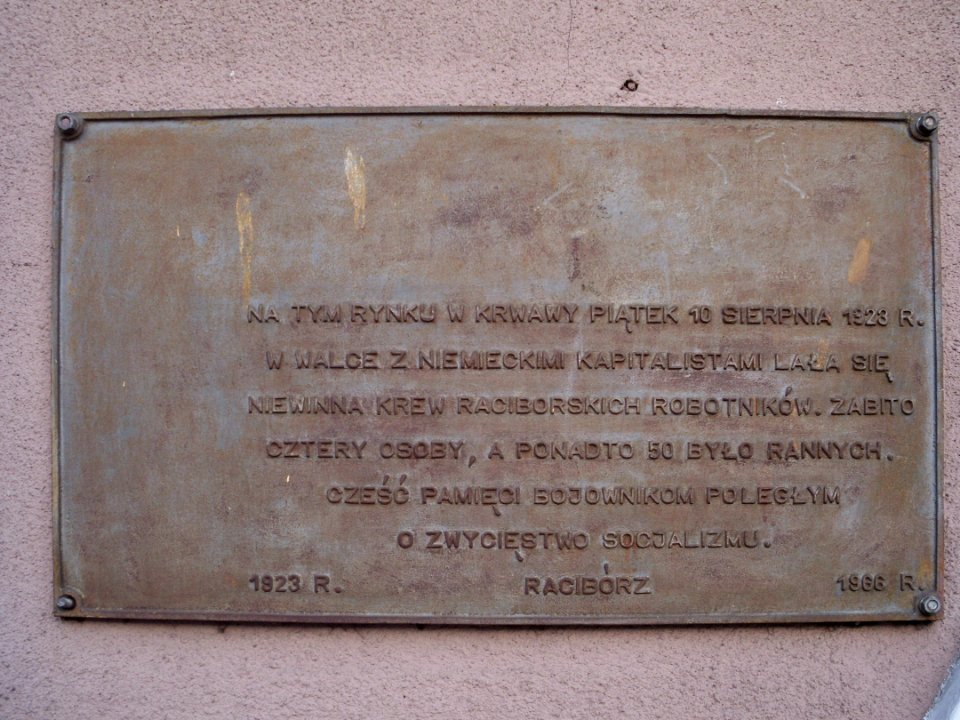 NA TYM RYNKU W KRWAWY PIĄTEK 10 SIERPNIA 1923 R.
W WALCE Z NIEMIECKIMI KAPITALISTAMI LAŁA SIĘ
NIEWINNA KREW RACIBORSKICH ROBOTNIKÓW. ZABITO
CZTERY OSOBY, A PONADTO 50 BYŁO RANNYCH.
CZEŚĆ PAMIĘCI BOJOWNIKOM POLEGŁYM
O ZWYCIĘSTWO SOCJALIZMU.
1923 R. RACIBÓRZ 1966 R.